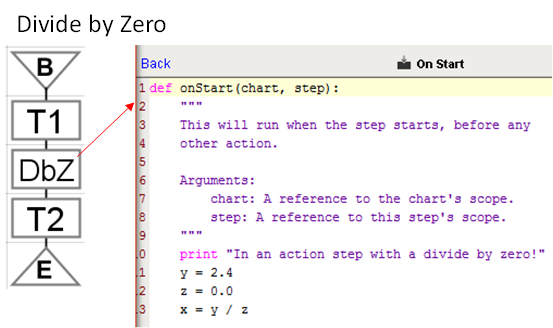 Divide by Zero
B
T1
DbZ
T2
E
Back On Start
1 def onStart(chart, step):
2 """
3 This will run when the step starts, before any
4 other action.
5
6 Arguments:
7 chart: A reference to the chart's scope.
8 step: A reference to this step's scope.
9 """
.0 print "In an action step with a divide by zero!"
.1 y = 2.4
.2 z = 0.0
.3 x = y / z